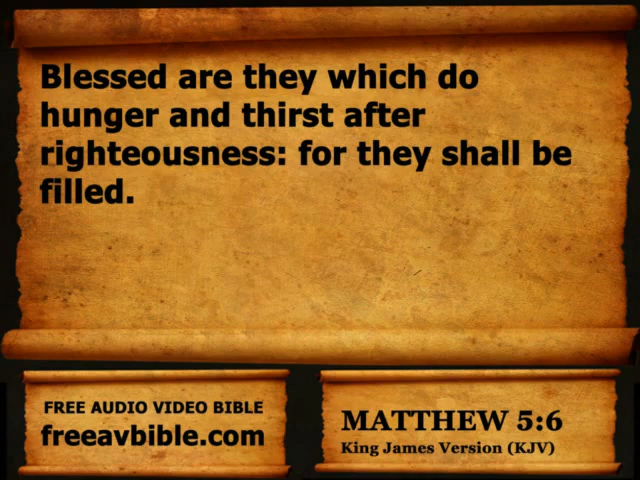 Blessed are they which do
hunger and thirst after
righteousness: for they shall be
filled.
FREE AUDIO VIDEO BIBLE
freeavbible.com
MATTHEW 5:6
King James Version (KJV)